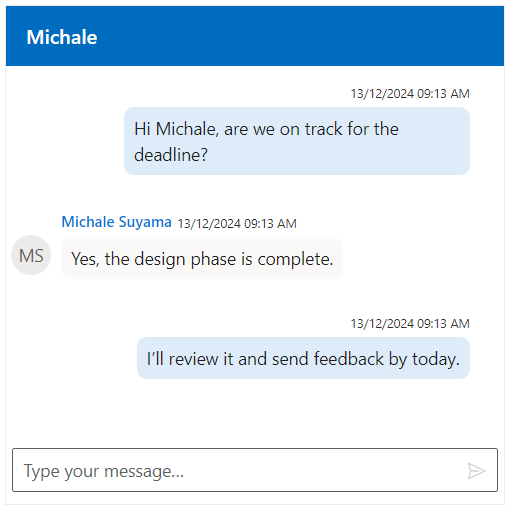 Michale
13/12/2024 09:13 AM
Hi Michale, are we on track for the
deadline?
Michale Suyama 13/12/2024 09:13 AM
MS
Yes, the design phase is complete.
13/12/2024 09:13 AM
I’ll review it and send feedback by today.
Type your message...